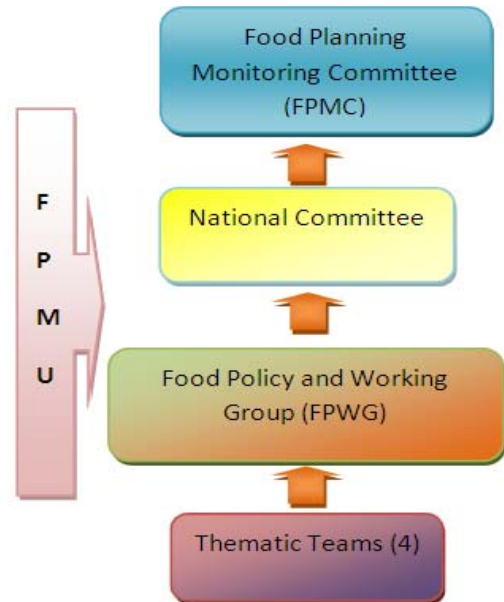 Food Planning
Monitoring Committee
(FPMC)
F
P
M
U
National Committee
Food Policy and Working
Group (FPWG)
Thematic Teams (4)